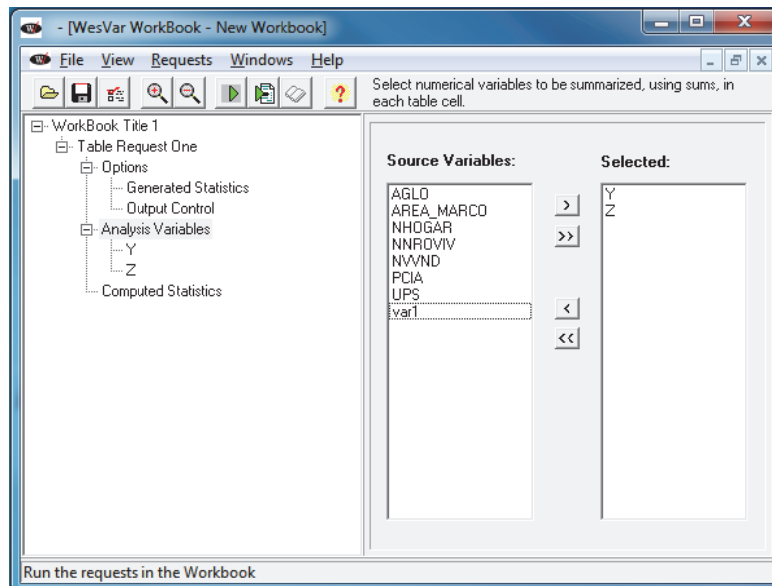 - [WesVar WorkBook - New Workbook]
File View Requests Windows Help
Select numerical variables to be summarized, using sums, in
each table cell.
WorkBook Title 1
Table Request One
Options
Generated Statistics
Output Control
Analysis Variables
Y
Z
Computed Statistics
Source Variables:
AGLO
AREA_MARCO
NHOGAR
NNROVIV
NVVND
PCIA
UPS
var1
>
>>
<
<<
Selected:
Y
Z
Run the requests in the Workbook